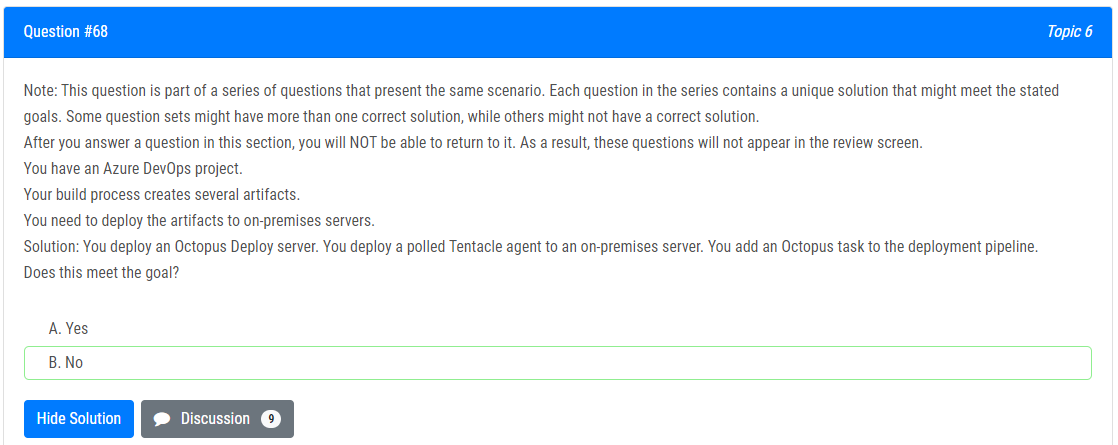 Question #68
Topic 6
Note: This question is part of a series of questions that present the same scenario. Each question in the series contains a unique solution that might meet the stated
goals. Some question sets might have more than one correct solution, while others might not have a correct solution.
After you answer a question in this section, you will NOT be able to return to it. As a result, these questions will not appear in the review screen.
You have an Azure DevOps project.
Your build process creates several artifacts.
You need to deploy the artifacts to on-premises servers.
Solution: You deploy an Octopus Deploy server. You deploy a polled Tentacle agent to an on-premises server. You add an Octopus task to the deployment pipeline.
Does this meet the goal?
A. Yes
B. No
Hide Solution
Discussion 9